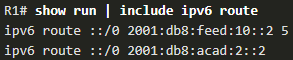 R1# show run | include ipv6 route
ipv6 route ::/0 2001:db8:feed:10::2 5
ipv6 route ::/0 2001:db8:acad:2::2